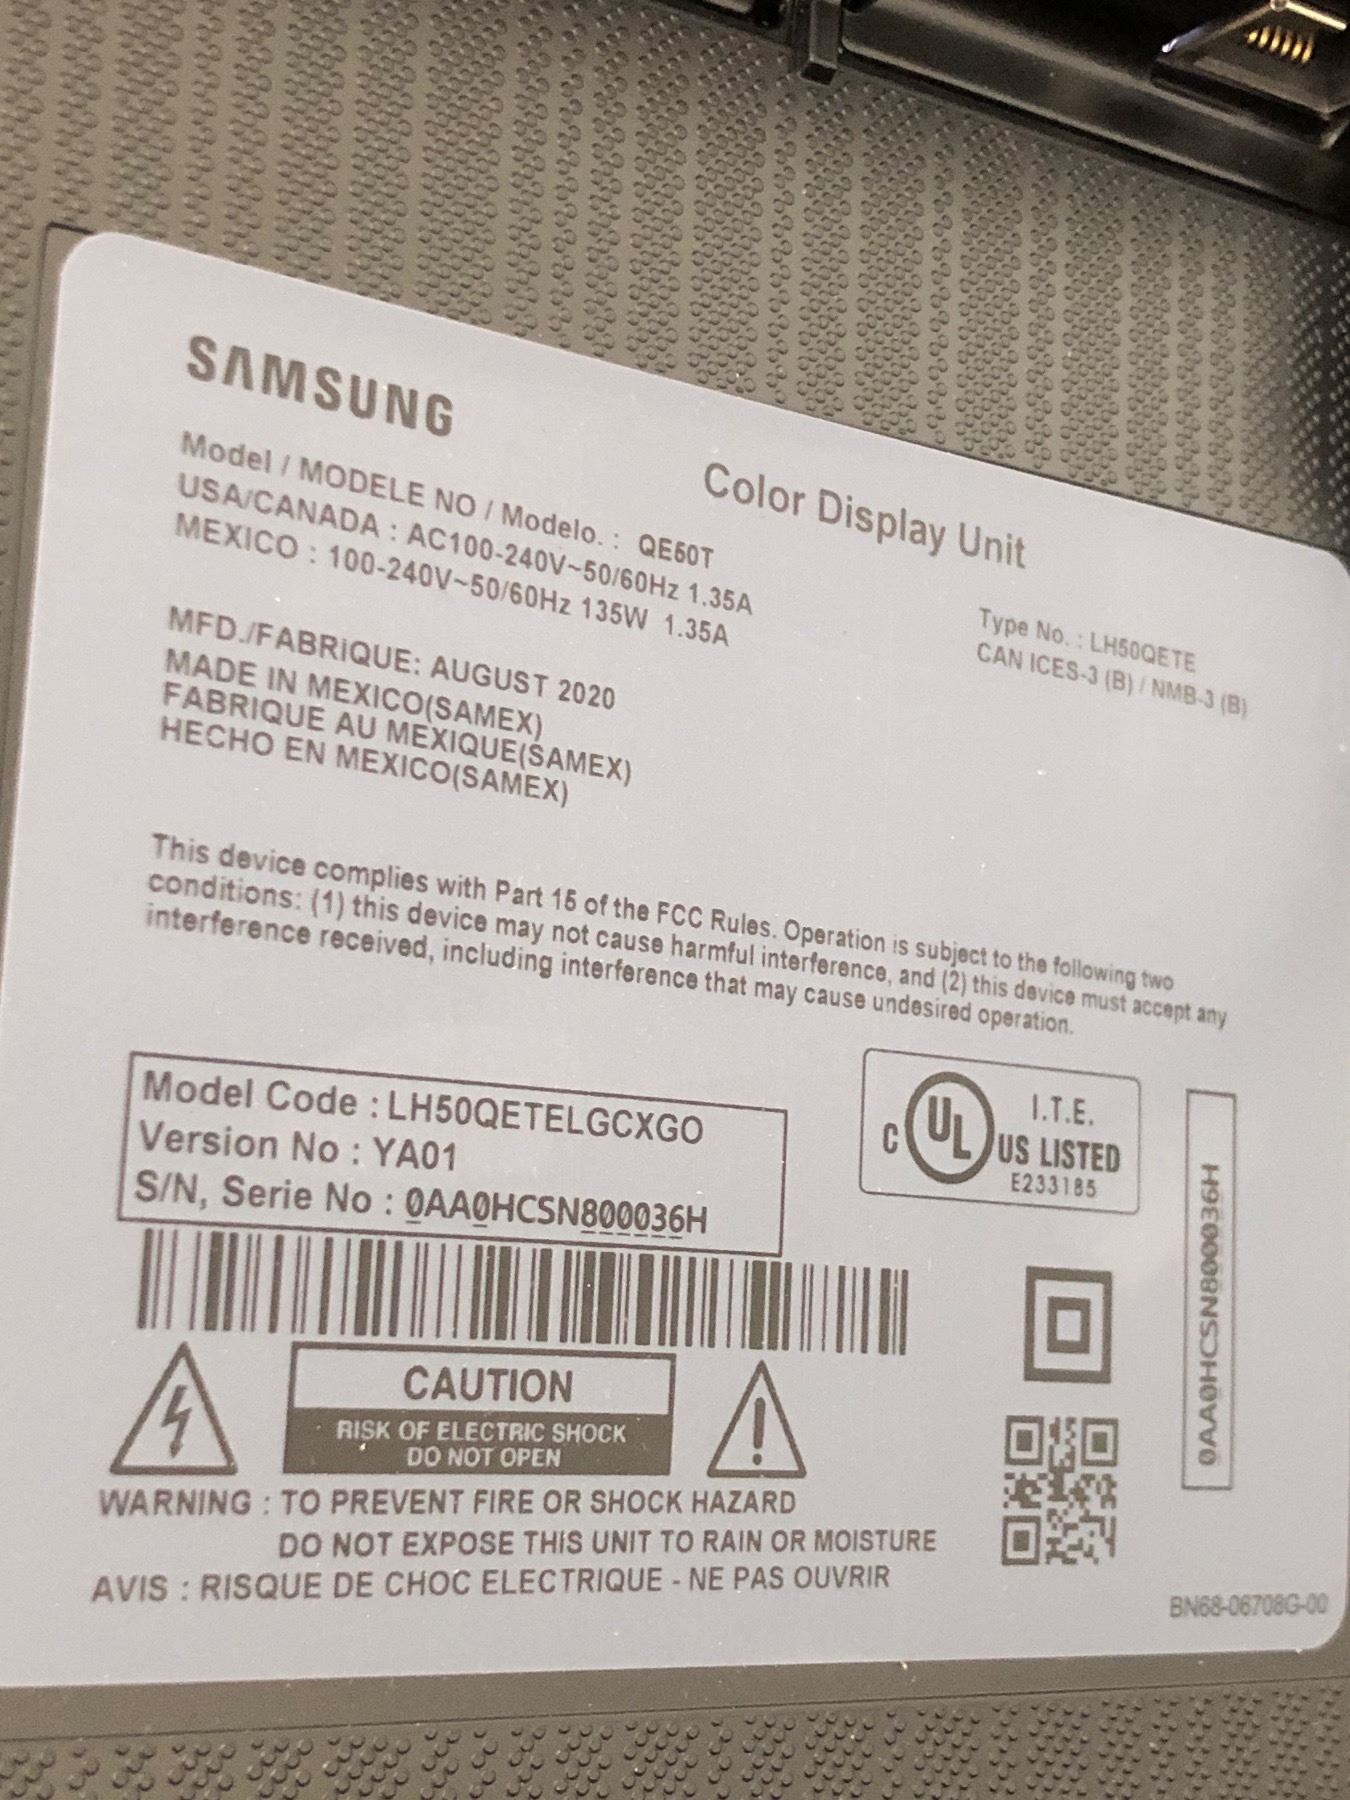 SAMSUNG
Color Display Unit
Model / MODELE NO / Modelo. : QE50T
USA/CANADA : AC100-240V~50/60Hz 1.35A
MEXICO : 100-240V~50/60Hz 135W 1.35A
Type No. : LH50QETE
CAN ICES-3 (B) / NMB-3 (B)
MFD./FABRIQUE: AUGUST 2020
MADE IN MEXICO(SAMEX)
FABRIQUE AU MEXIQUE(SAMEX)
HECHO EN MEXICO(SAMEX)
This device complies with Part 15 of the FCC Rules. Operation is subject to the following two
conditions: (1) this device may not cause harmful interference, and (2) this device must accept any
interference received, including interference that may cause undesired operation.
Model Code : LH50QETELGCXGO
Version No : YA01
S/N, Serie No : 0AA0HCSN800036H
C UL US LISTED
I.T.E.
E233185
0AA0HCSN800036H
CAUTION
RISK OF ELECTRIC SHOCK
DO NOT OPEN
WARNING : TO PREVENT FIRE OR SHOCK HAZARD
DO NOT EXPOSE THIS UNIT TO RAIN OR MOISTURE
AVIS : RISQUE DE CHOC ELECTRIQUE - NE PAS OUVRIR
BN68-06708G-00